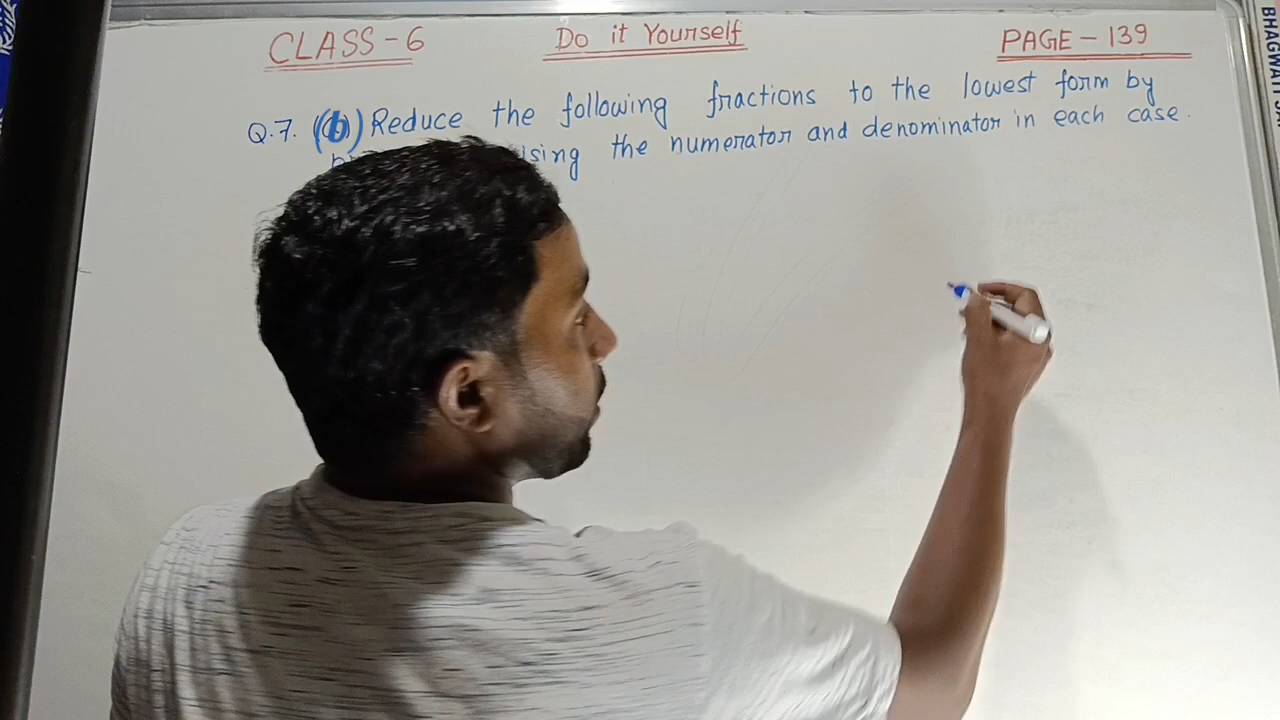 CLASS-6 Do it Yourself PAGE-139
Q.7. (b) Reduce the following fractions to the lowest form by
the numerator and denominator in each case.
BHAGWATI